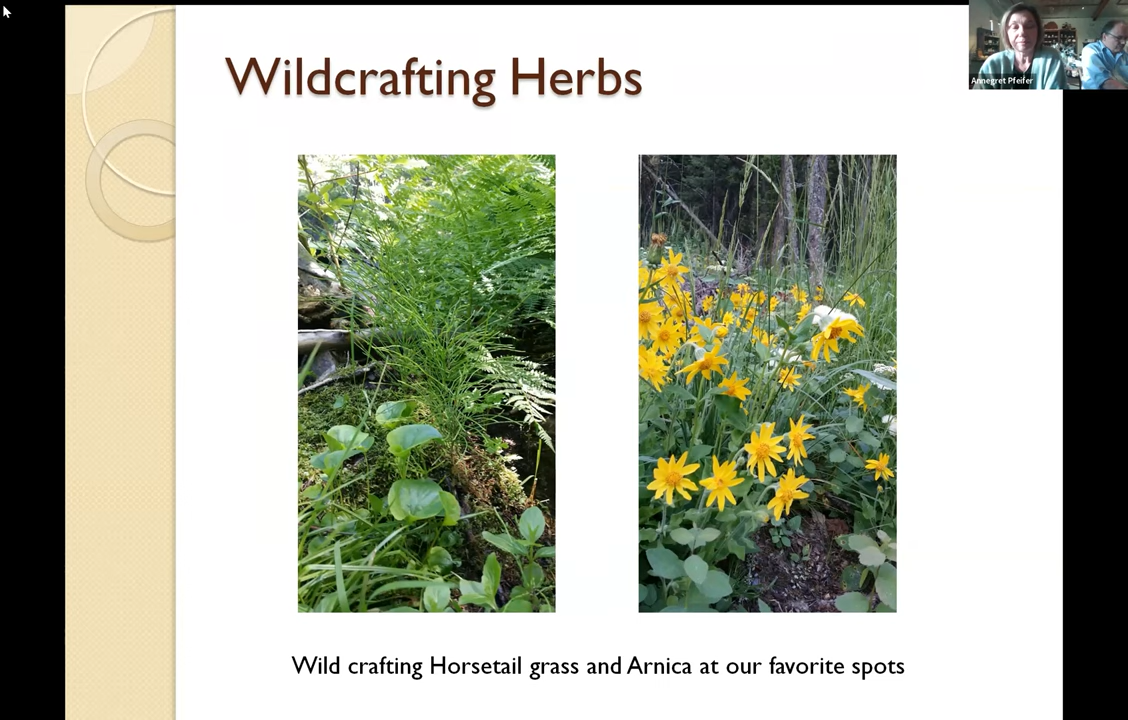 Wildcrafting Herbs
Annegret Pfeifer
Wild crafting Horsetail grass and Arnica at our favorite spots